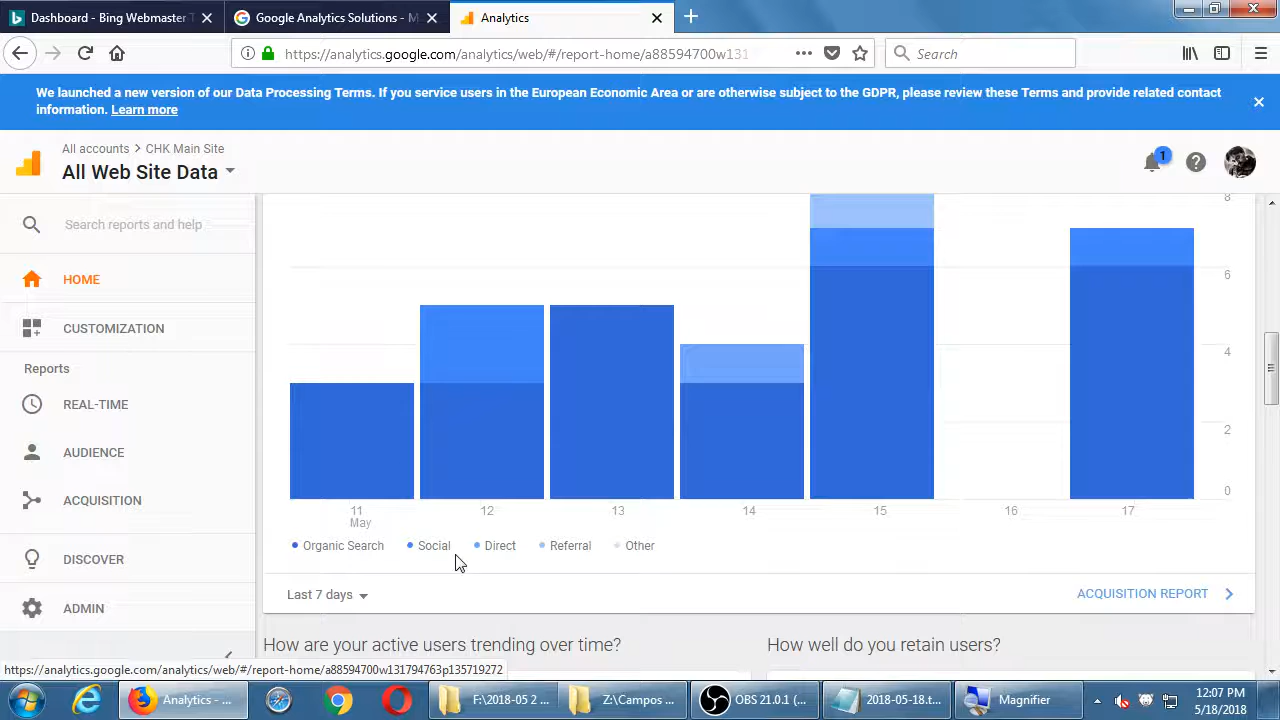 Dashboard - Bing Webmaster T
Google Analytics Solutions - M
Analytics
https://analytics.google.com/analytics/web/#/report-home/a88594700w131
Search
We launched a new version of our Data Processing Terms. If you service users in the European Economic Area or are otherwise subject to the GDPR, please review these Terms and provide related contact
information. Learn more
All accounts > CHK Main Site
All Web Site Data
1
Search reports and help
HOME
CUSTOMIZATION
Reports
REAL-TIME
AUDIENCE
ACQUISITION
DISCOVER
ADMIN
8
6
4
2
0
11 12 13 14 15 16 17
May
Organic Search Social Direct Referral Other
Last 7 days
ACQUISITION REPORT
How are your active users trending over time?
How well do you retain users?
https://analytics.google.com/analytics/web/#/report-home/a88594700w131794763p135719272
Analytics - ...
F:\2018-05 2 ...
Z:\Campos ...
OBS 21.0.1 (...
2018-05-18.t...
Magnifier
12:07 PM
5/18/2018